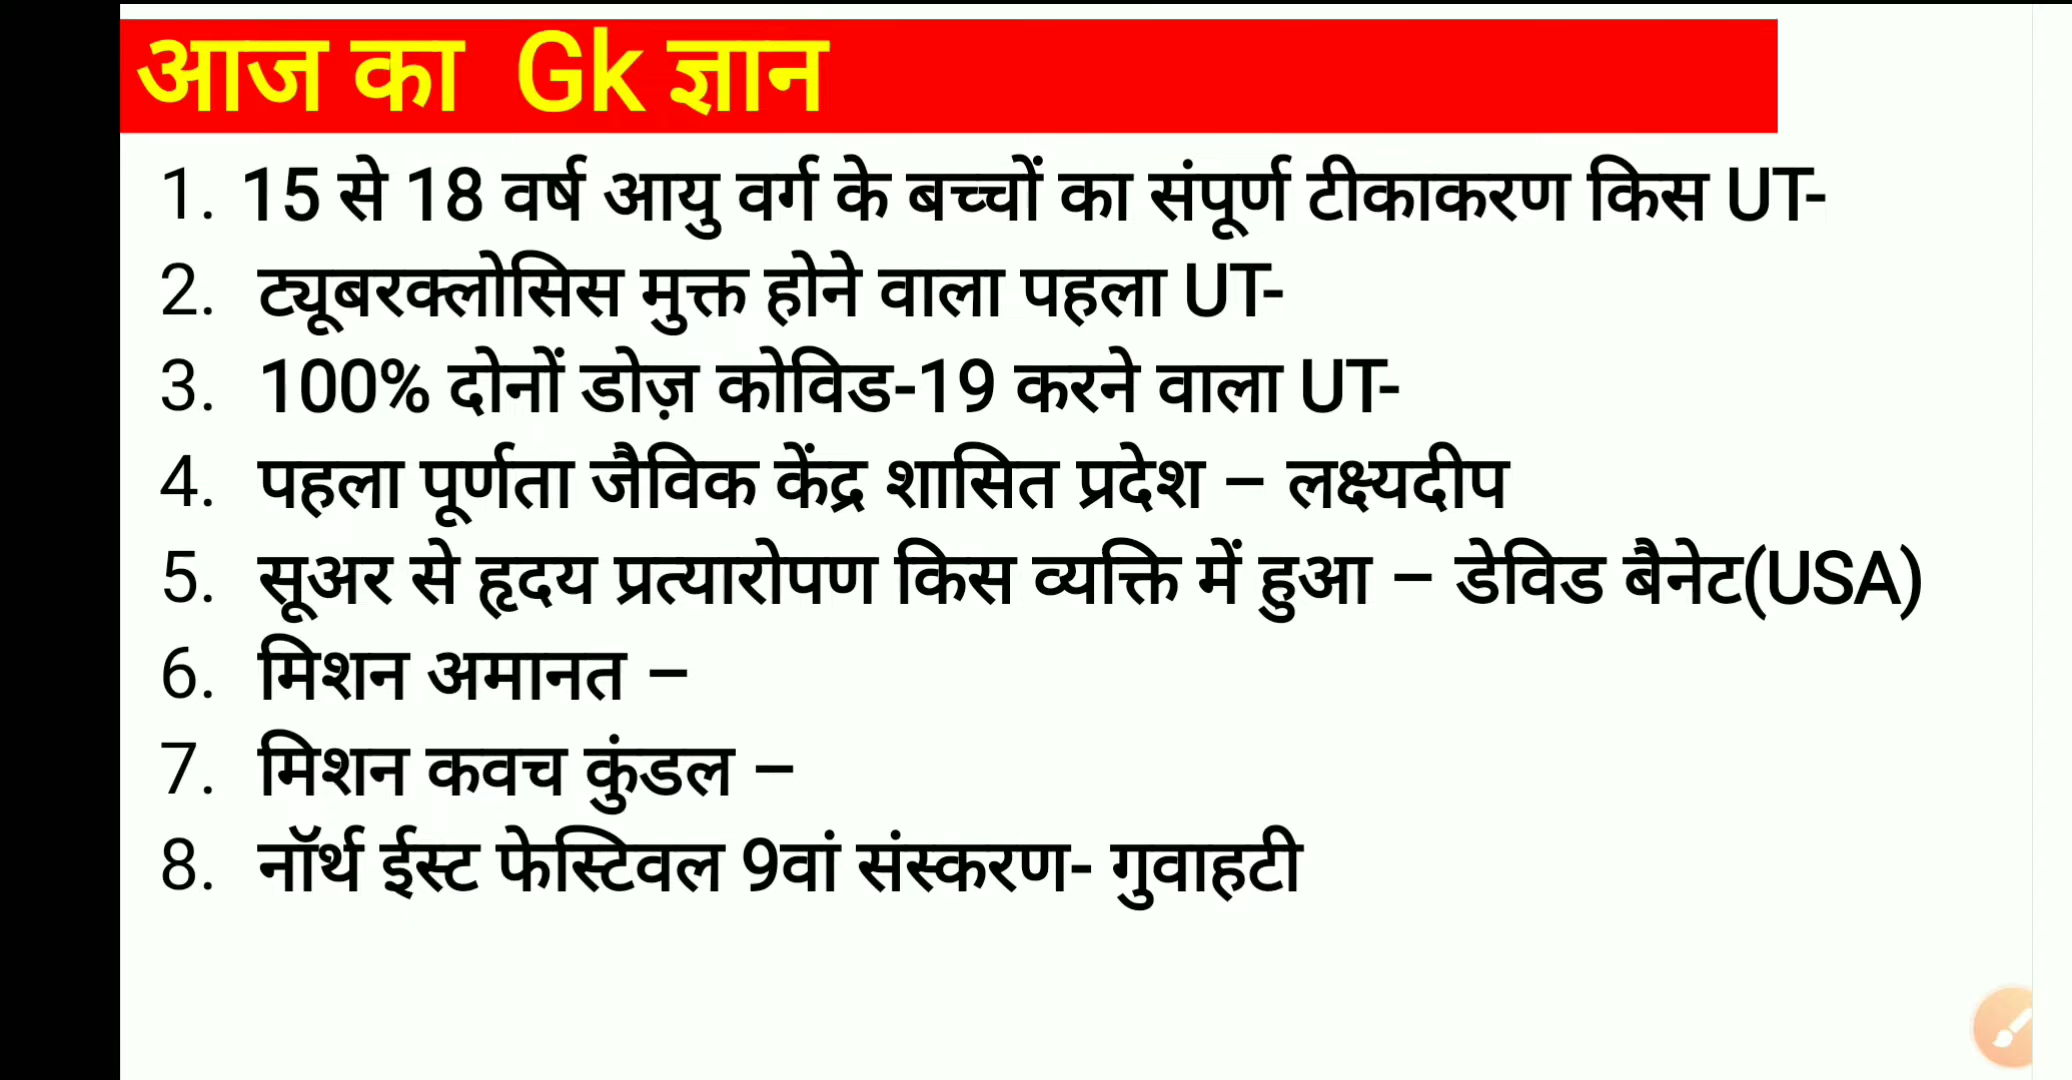 आज का Gk ज्ञान
1. 15 से 18 वर्ष आयु वर्ग के बच्चों का संपूर्ण टीकाकरण किस UT-
2. ट्यूबरक्लोसिस मुक्त होने वाला पहला UT-
3. 100% दोनों डोज़ कोविड-19 करने वाला UT-
4. पहला पूर्णता जैविक केंद्र शासित प्रदेश – लक्ष्यदीप
5. सूअर से हृदय प्रत्यारोपण किस व्यक्ति में हुआ – डेविड बैनेट(USA)
6. मिशन अमानत –
7. मिशन कवच कुंडल –
8. नॉर्थ ईस्ट फेस्टिवल 9वां संस्करण- गुवाहटी